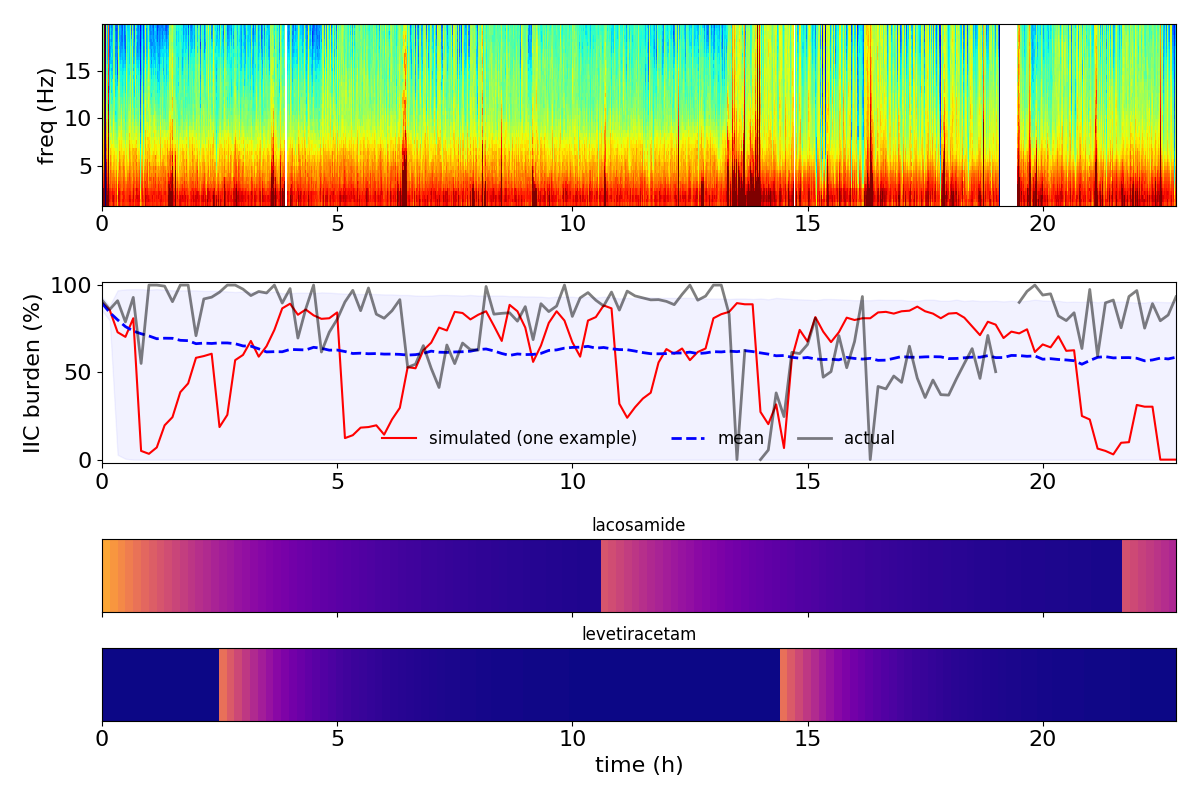 freq (Hz)
15
10
5
0 5 10 15 20
IIC burden (%)
100
50
0
simulated (one example) mean actual
0 5 10 15 20
lacosamide
levetiracetam
0 5 10 15 20
time (h)